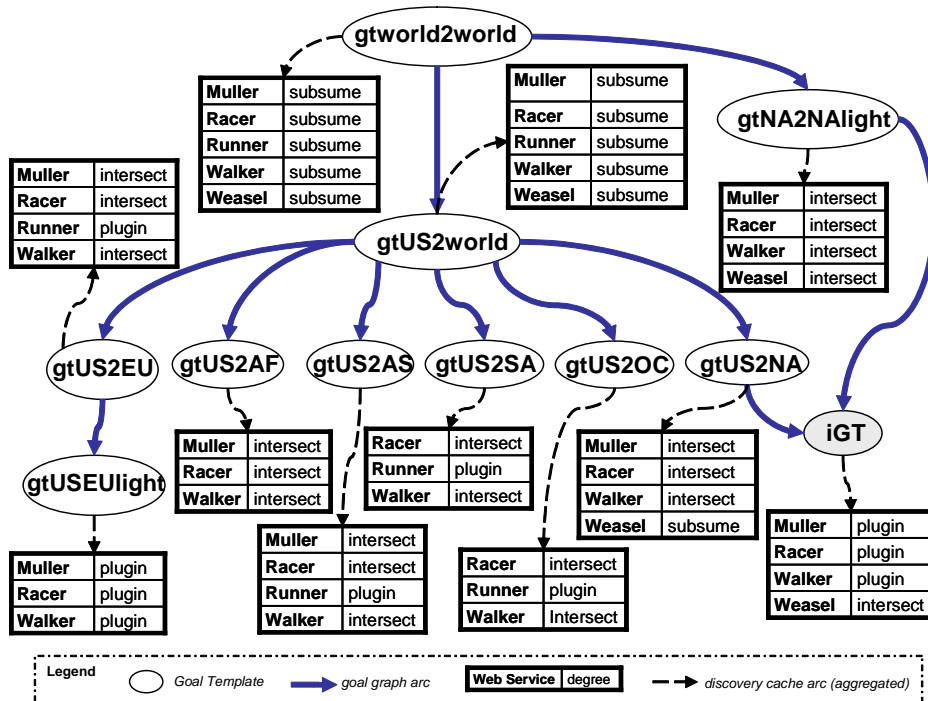 gtworld2world
Muller subsume
Racer subsume
Runner subsume
Walker subsume
Weasel subsume
Muller subsume
Racer subsume
Runner subsume
Walker subsume
Weasel subsume
gtNA2NAlight
Muller intersect
Racer intersect
Runner plugin
Walker intersect
Muller intersect
Racer intersect
Walker intersect
Weasel intersect
gtUS2world
gtUS2EU
gtUS2AF
gtUS2AS
gtUS2SA
gtUS2OC
gtUS2NA
iGT
gtUSEUlight
Muller intersect
Racer intersect
Walker intersect
Racer intersect
Runner plugin
Walker intersect
Muller intersect
Racer intersect
Walker intersect
Weasel subsume
Muller plugin
Racer plugin
Walker plugin
Muller intersect
Racer intersect
Runner plugin
Walker intersect
Racer intersect
Runner plugin
Walker Intersect
Muller plugin
Racer plugin
Walker plugin
Weasel intersect
Legend
Goal Template
goal graph arc
Web Service degree
discovery cache arc (aggregated)